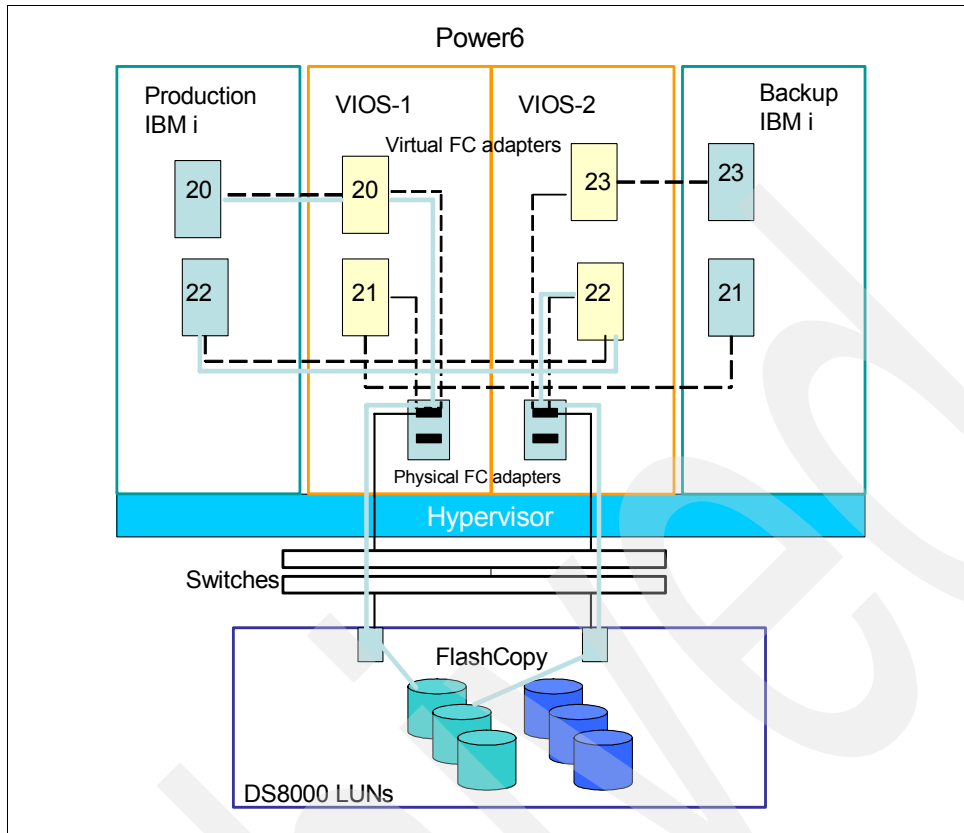 Power6
Production
IBM i
VIOS-1
VIOS-2
Backup
IBM i
Virtual FC adapters
20
20
23
23
22
21
22
21
Physical FC adapters
Hypervisor
Switches
FlashCopy
DS8000 LUNs